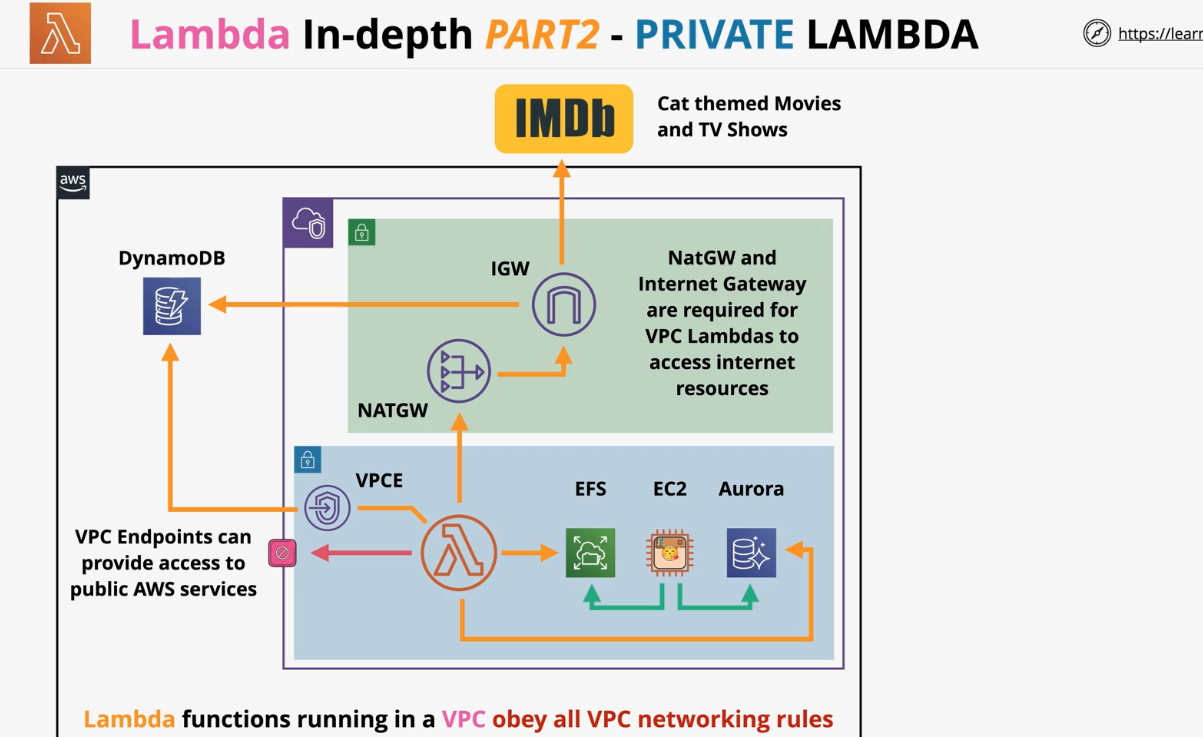 Lambda In-depth PART2 - PRIVATE LAMBDA
https://lear
IMDb
Cat themed Movies
and TV Shows
aws
DynamoDB
IGW
NatGW and
Internet Gateway
are required for
VPC Lambdas to
access internet
resources
NATGW
VPCE
EFS
EC2
Aurora
VPC Endpoints can
provide access to
public AWS services
Lambda functions running in a VPC obey all VPC networking rules